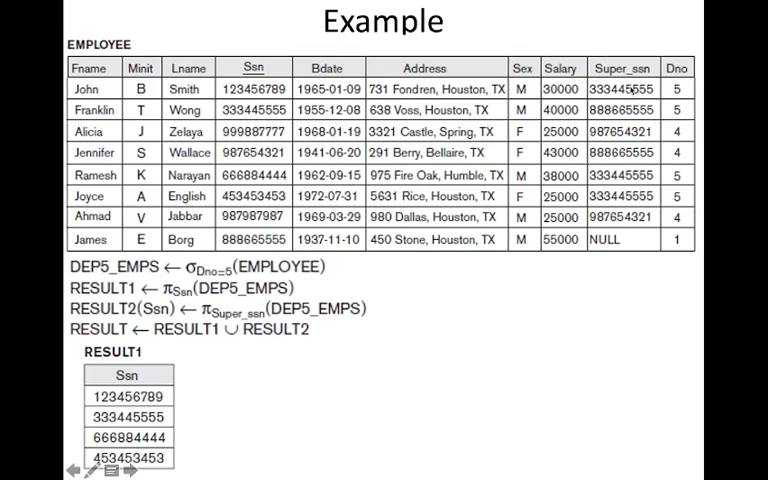 Example
EMPLOYEE
Fname Minit Lname Ssn Bdate Address Sex Salary Super_ssn Dno
John B Smith 123456789 1965-01-09 731 Fondren, Houston, TX M 30000 333445555 5
Franklin T Wong 333445555 1955-12-08 638 Voss, Houston, TX M 40000 888665555 5
Alicia J Zelaya 999887777 1968-01-19 3321 Castle, Spring, TX F 25000 987654321 4
Jennifer S Wallace 987654321 1941-06-20 291 Berry, Bellaire, TX F 43000 888665555 4
Ramesh K Narayan 666884444 1962-09-15 975 Fire Oak, Humble, TX M 38000 333445555 5
Joyce A English 453453453 1972-07-31 5631 Rice, Houston, TX F 25000 333445555 5
Ahmad V Jabbar 987987987 1969-03-29 980 Dallas, Houston, TX M 25000 987654321 4
James E Borg 888665555 1937-11-10 450 Stone, Houston, TX M 55000 NULL 1
DEP5_EMPS ← σDno=5(EMPLOYEE)
RESULT1 ← πSsn(DEP5_EMPS)
RESULT2(Ssn) ← πSuper_ssn(DEP5_EMPS)
RESULT ← RESULT1 ∪ RESULT2
RESULT1
Ssn
123456789
333445555
666884444
453453453